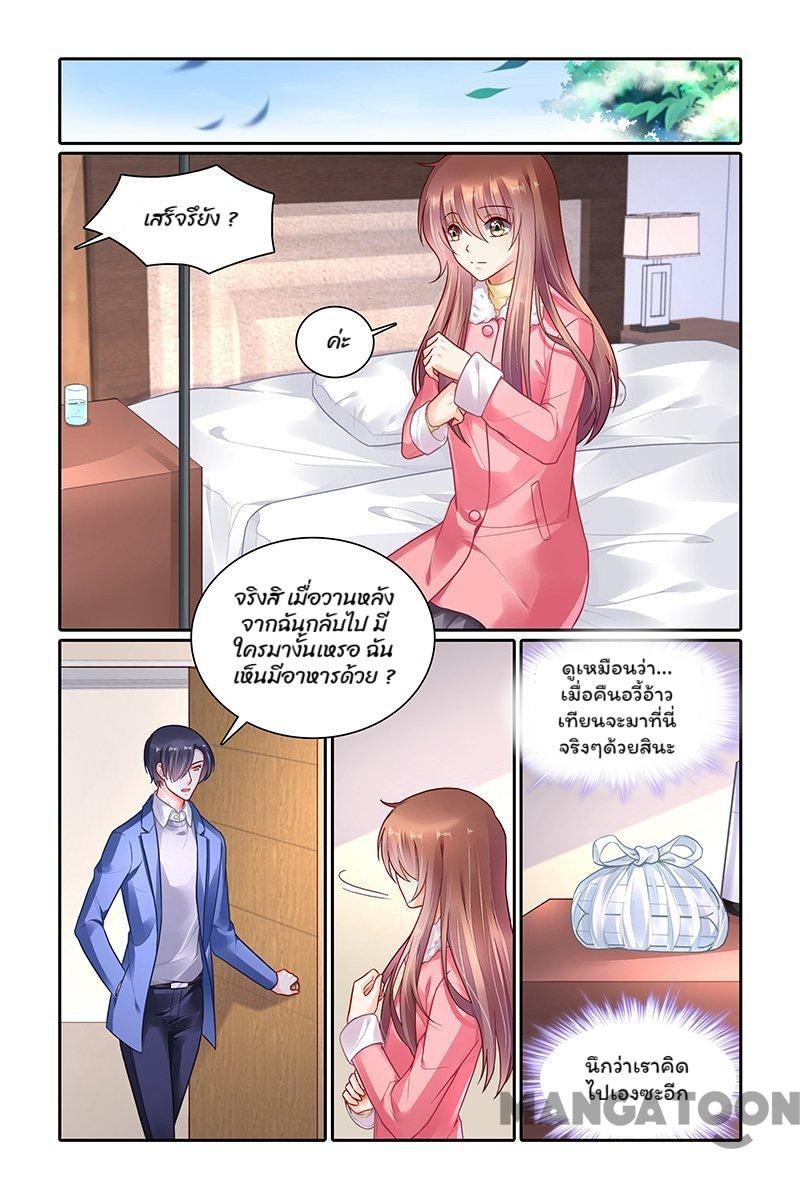 เสร็จรึยัง ?
ค่ะ
จริงสิ เมื่อวานหลัง
จากฉันกลับไป มี
ใครมางั้นเหรอ ฉัน
เห็นมีอาหารด้วย ?
ดูเหมือนว่า...
เมื่อคืนอวี้อ้าว
เทียนจะมาที่นี่
จริงๆด้วยสินะ
นึกว่าเราคิด
ไปเองซะอีก
MANGATOON